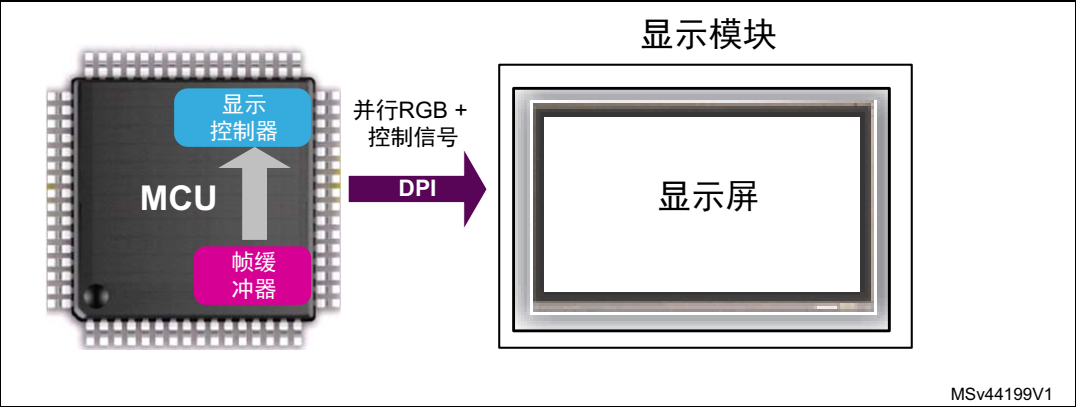 显示模块
显示
控制器
并行RGB +
控制信号
MCU
DPI
显示屏
帧缓
冲器
MSv44199V1